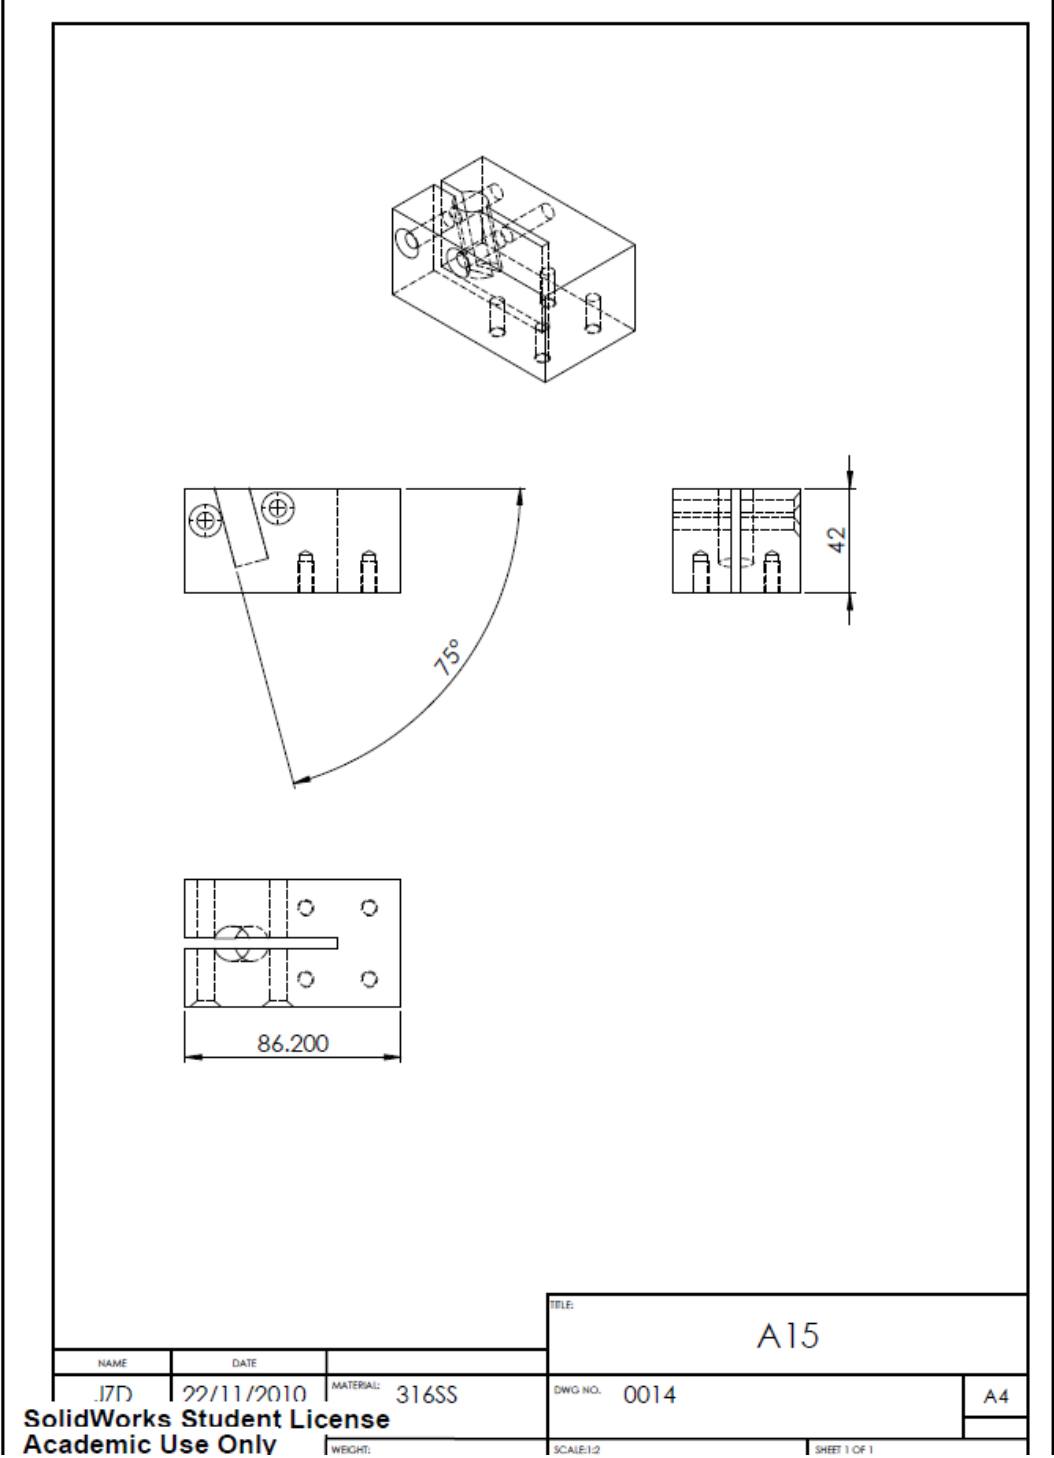 42
75°
86.200
TITLE:
A15
NAME DATE
J7D 22/11/2010 MATERIAL: 316SS DWG NO. 0014 A4
SolidWorks Student License
Academic Use Only
WEIGHT: SCALE:1:2 SHEET 1 OF 1